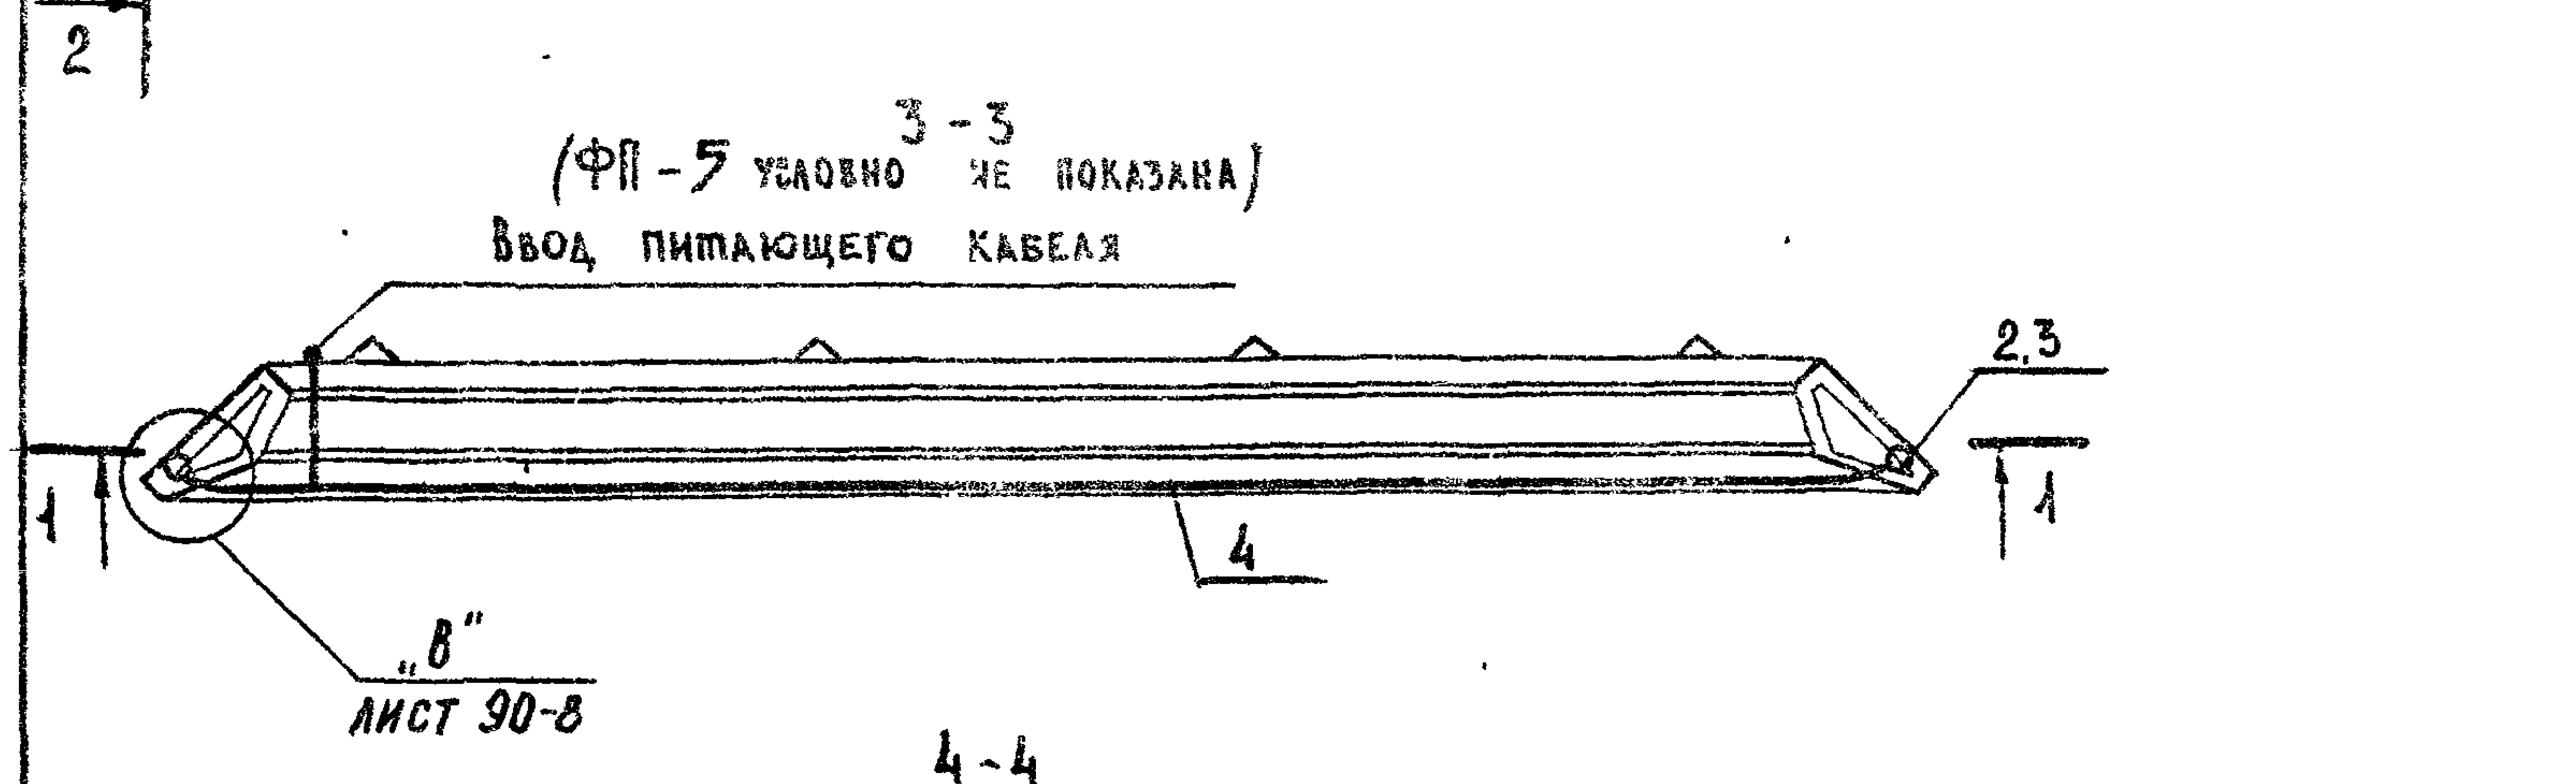 2
3-3
(ФП-5 условно не показана)
Ввод питающего кабеля
2,3
1
1
4
„В“
лист 90-8
4-4